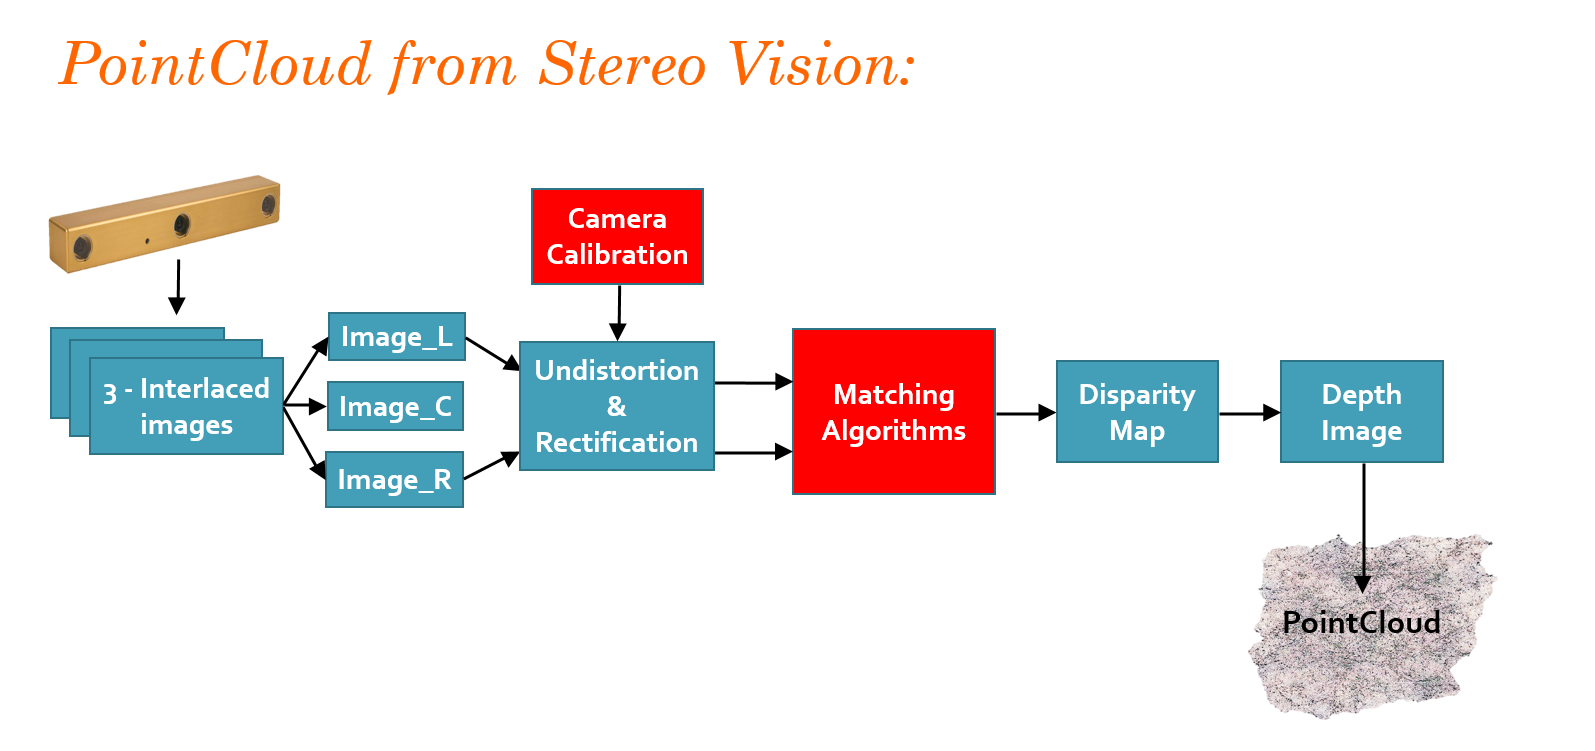 PointCloud from Stereo Vision:
Camera
Calibration
3 - Interlaced
images
Image_L
Image_C
Image_R
Undistortion
&
Rectification
Matching
Algorithms
Disparity
Map
Depth
Image
PointCloud